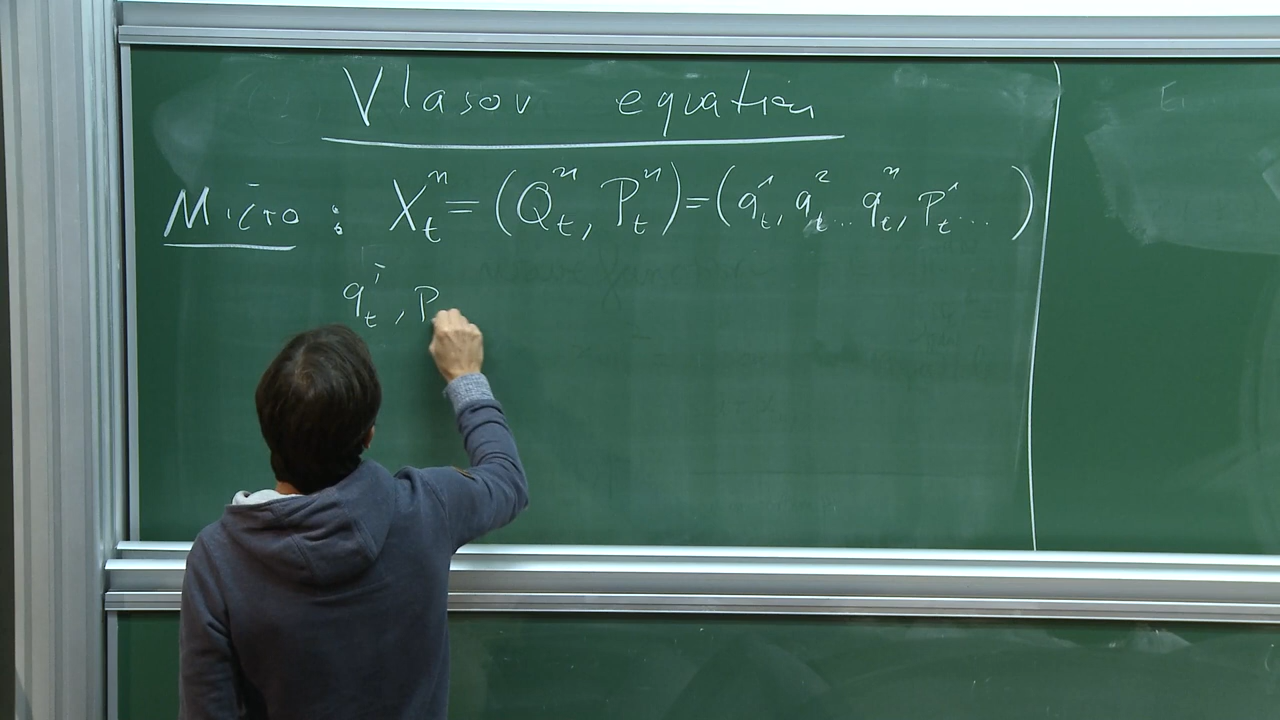 Vlasov equation
Micro : X_t^n = (Q_t^n, P_t^n) = (q_t^1, q_t^2 .. q_t^n, p_t^1 ... )
q_t^i, P